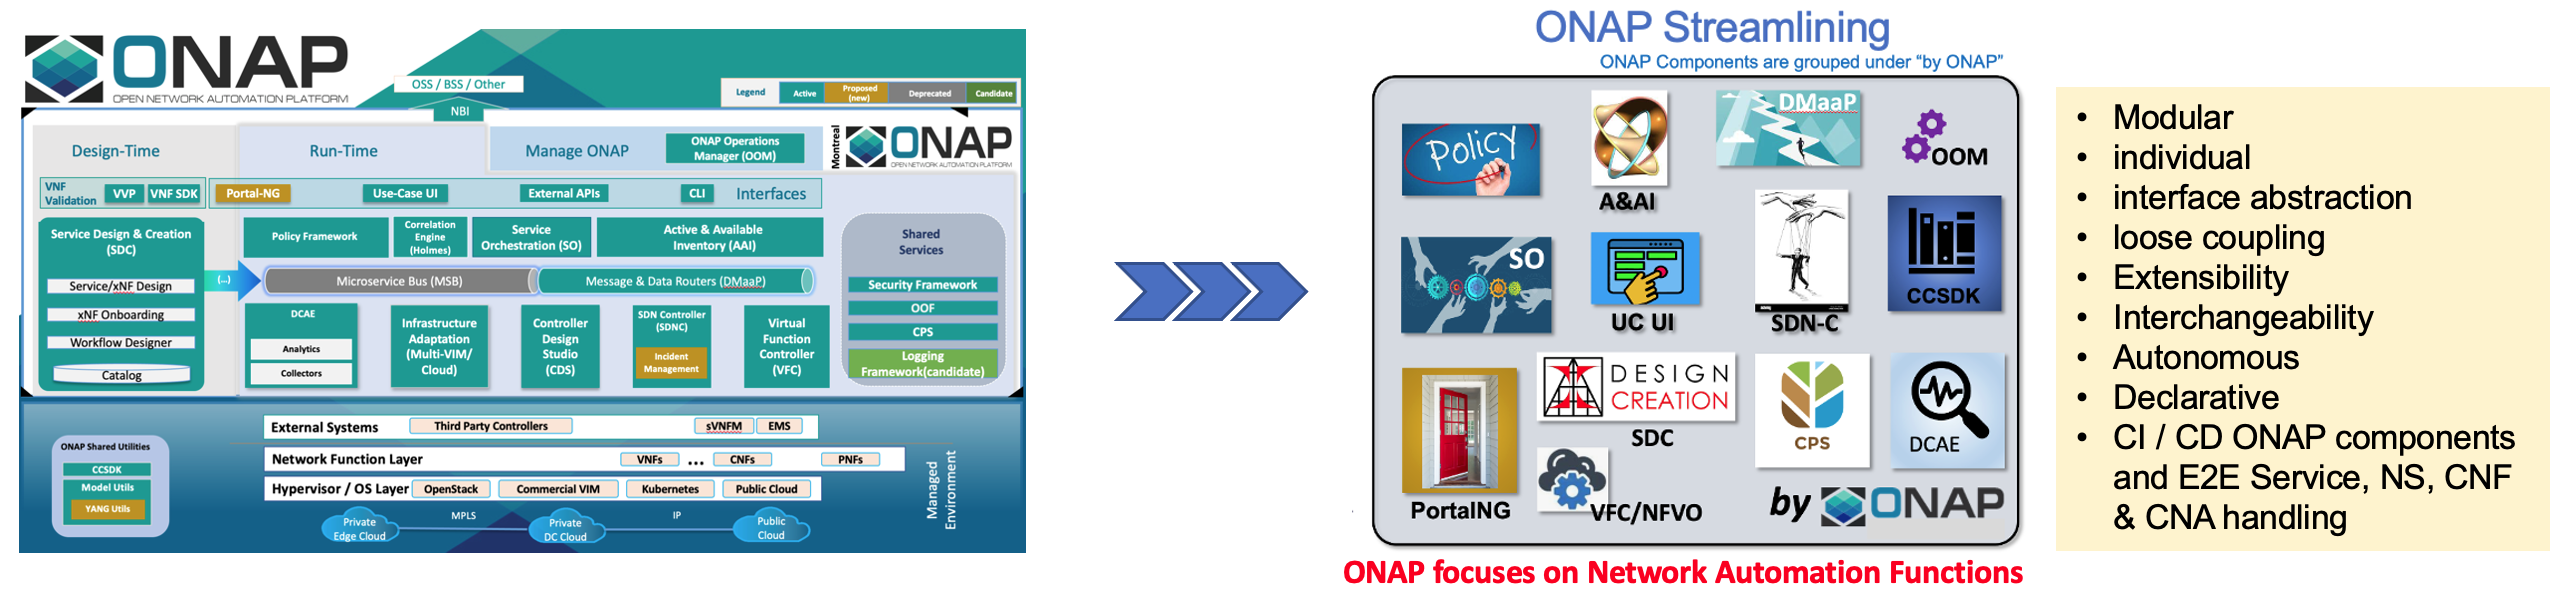 ONAP
OPEN NETWORK AUTOMATION PLATFORM
OSS / BSS / Other
NBI
Legend
Active
Proposed
(new)
Deprecated
Candidate
Design-Time
Run-Time
Manage ONAP
ONAP Operations
Manager (OOM)
Montreal
ONAP
OPEN NETWORK AUTOMATION PLATFORM
VNF
Validation
VVP
VNF SDK
Portal-NG
Use-Case UI
External APIs
CLI
Interfaces
Service Design & Creation
(SDC)
Service/xNF Design
xNF Onboarding
Workflow Designer
Catalog
(...)
Policy Framework
Correlation
Engine
(Holmes)
Service
Orchestration (SO)
Active & Available
Inventory (AAI)
Microservice Bus (MSB)
Message & Data Routers (DMaaP)
DCAE
Analytics
Collectors
Infrastructure
Adaptation
(Multi-VIM/
Cloud)
Controller
Design
Studio
(CDS)
SDN Controller
(SDNC)
Incident
Management
Virtual
Function
Controller
(VFC)
Shared
Services
Security Framework
OOF
CPS
Logging
Framework(candidate)
ONAP Shared Utilities
CCSDK
Model Utils
YANG Utils
External Systems
Third Party Controllers
sVNFM
EMS
Network Function Layer
VNFs
...
CNFs
PNFs
Hypervisor / OS Layer
OpenStack
Commercial VIM
Kubernetes
Public Cloud
Private
Edge Cloud
MPLS
Private
DC Cloud
IP
Public
Cloud
Managed
Environment
ONAP Streamlining
ONAP Components are grouped under “by ONAP”
POLICY
A&AI
DMaaP
OOM
SO
UC UI
SDN-C
CCSDK
PortalNG
DESIGN
CREATION
SDC
VFC/NFVO
CPS
DCAE
by ONAP
ONAP focuses on Network Automation Functions
• Modular
• individual
• interface abstraction
• loose coupling
• Extensibility
• Interchangeability
• Autonomous
• Declarative
• CI / CD ONAP components
and E2E Service, NS, CNF
& CNA handling